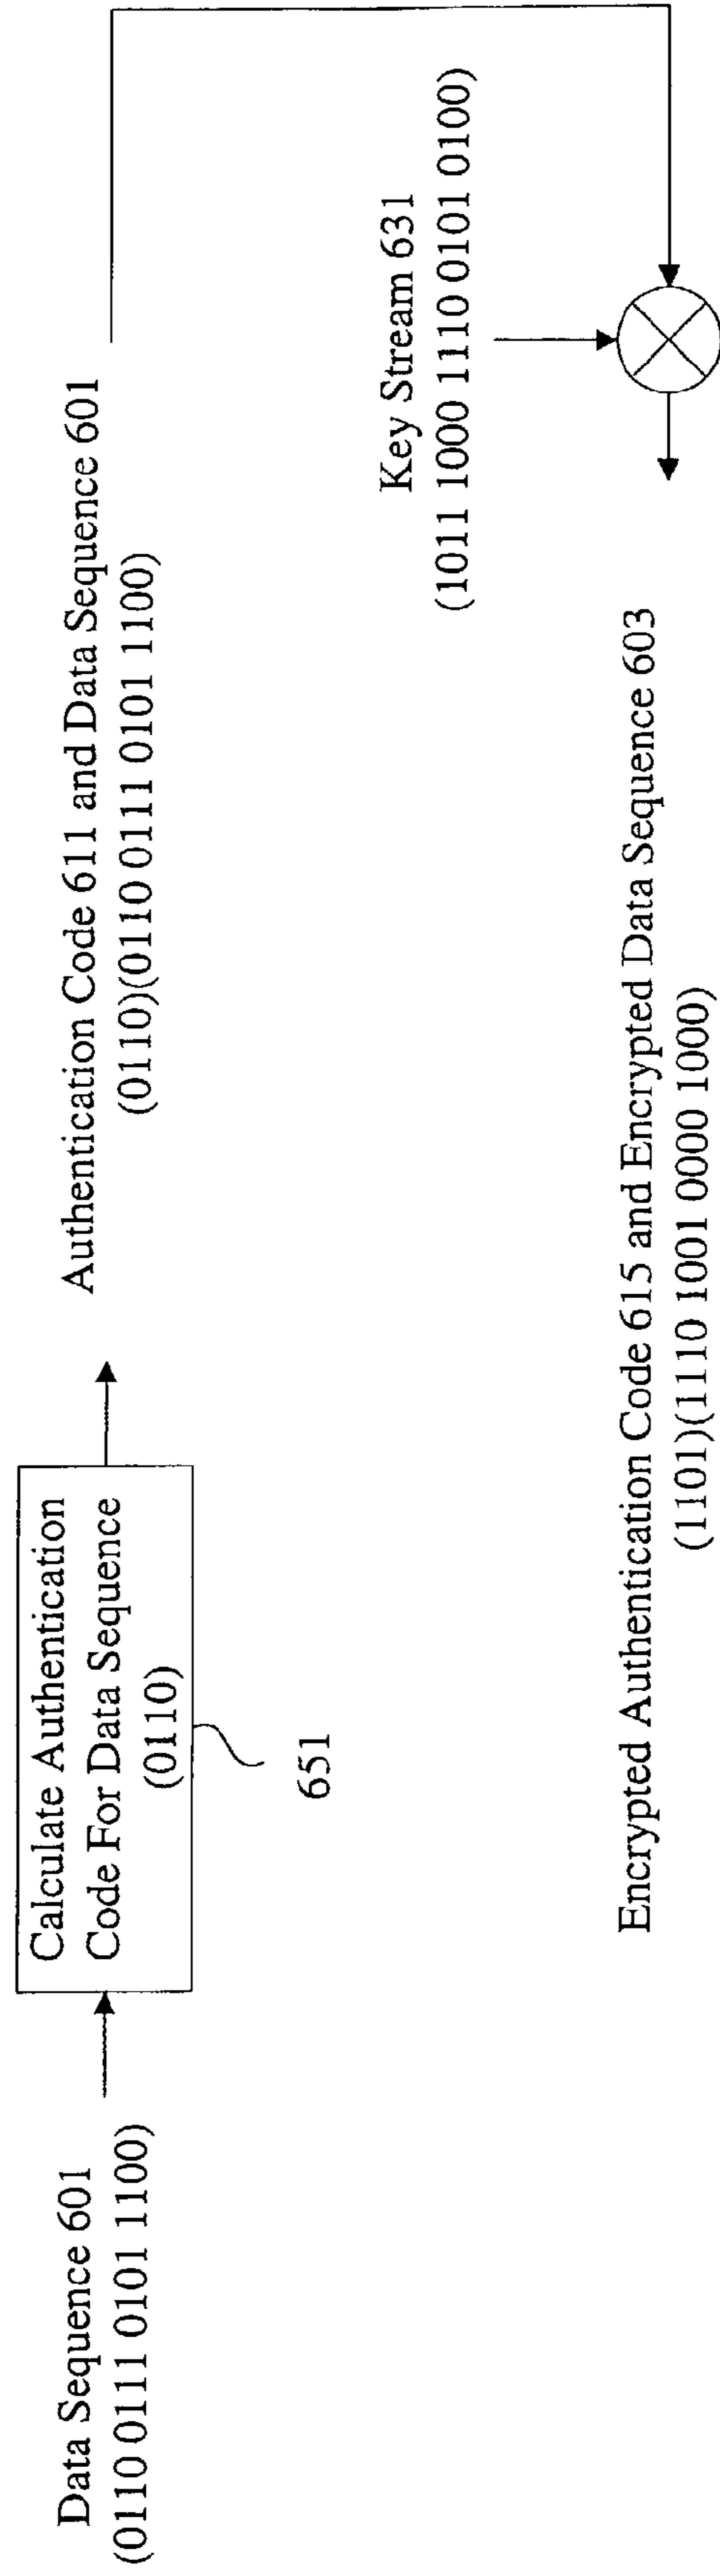 Data Sequence 601
(0110 0111 0101 1100)
Calculate Authentication
Code For Data Sequence
(0110)
651
Authentication Code 611 and Data Sequence 601
(0110)(0110 0111 0101 1100)
Key Stream 631
(1011 1000 1110 0101 0100)
Encrypted Authentication Code 615 and Encrypted Data Sequence 603
(1101)(1110 1001 0000 1000)